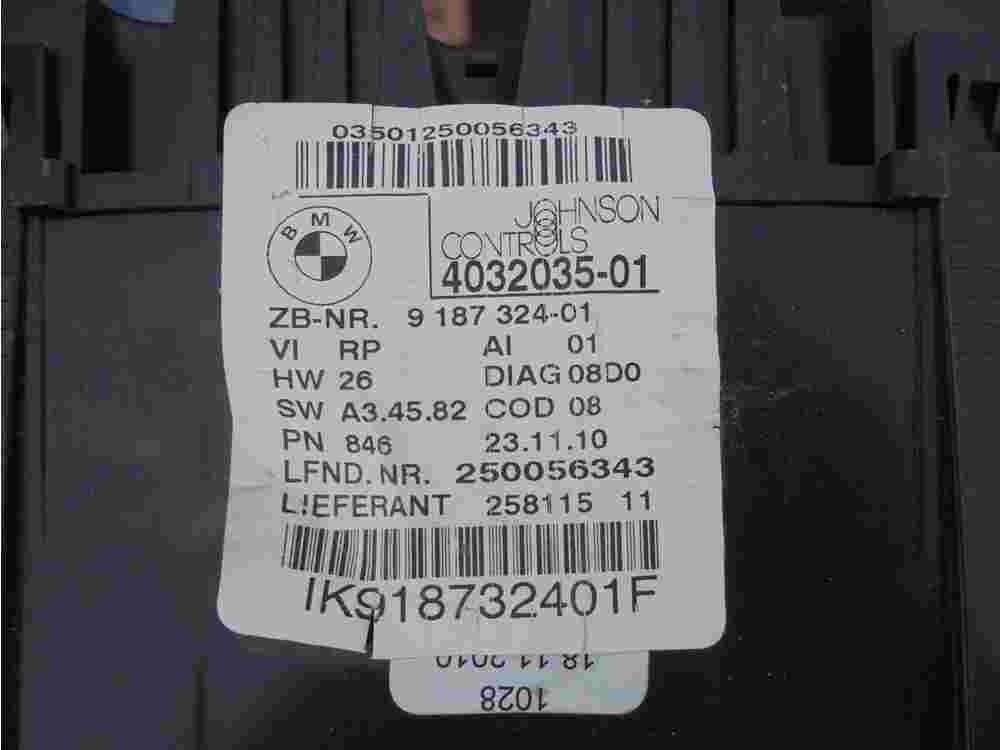 03501250056343
BMW
JOHNSON
CONTROLS
4032035-01
ZB-NR. 9 187 324-01
VI RP AI 01
HW 26 DIAG 08D0
SW A3.45.82 COD 08
PN 846 23.11.10
LFND. NR. 250056343
LIEFERANT 258115 11
IK918732401F
18.11.2010
1028